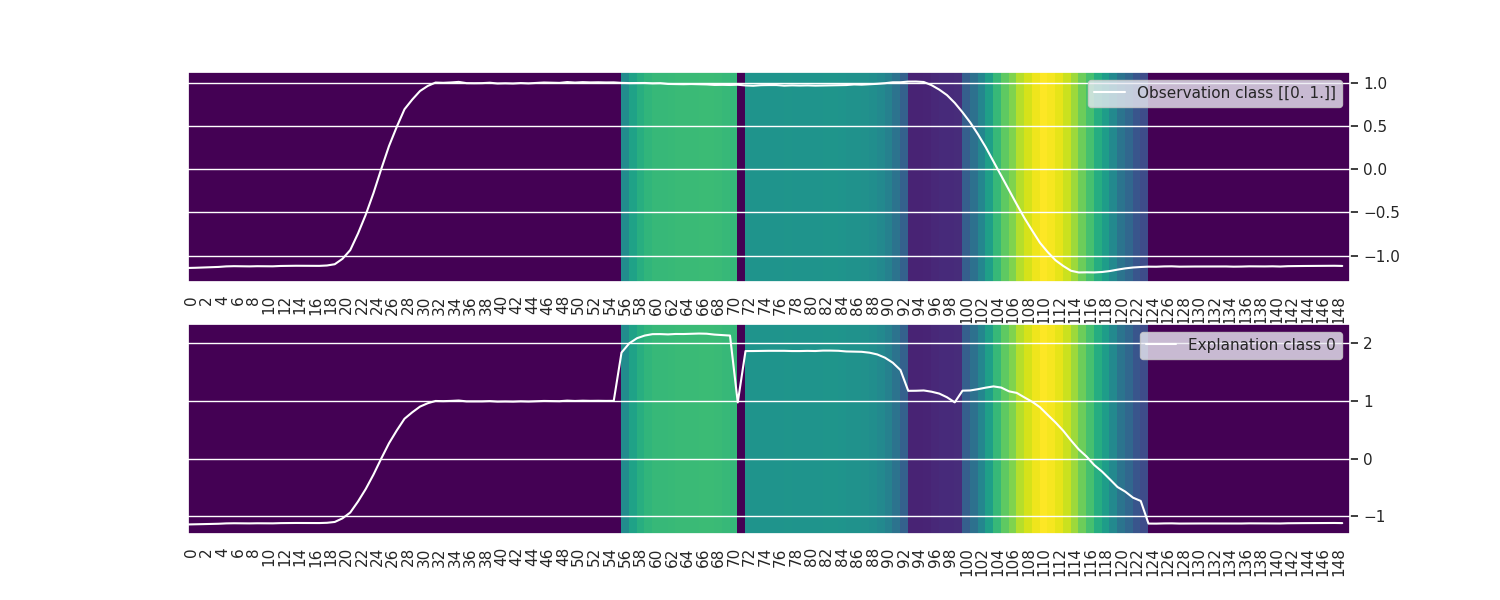 Observation class [[0. 1.]]
1.0
0.5
0.0
−0.5
−1.0
0 2 4 6 8 10 12 14 16 18 20 22 24 26 28 30 32 34 36 38 40 42 44 46 48 50 52 54 56 58 60 62 64 66 68 70 72 74 76 78 80 82 84 86 88 90 92 94 96 98 100 102 104 106 108 110 112 114 116 118 120 122 124 126 128 130 132 134 136 138 140 142 144 146 148
Explanation class 0
2
1
0
−1
0 2 4 6 8 10 12 14 16 18 20 22 24 26 28 30 32 34 36 38 40 42 44 46 48 50 52 54 56 58 60 62 64 66 68 70 72 74 76 78 80 82 84 86 88 90 92 94 96 98 100 102 104 106 108 110 112 114 116 118 120 122 124 126 128 130 132 134 136 138 140 142 144 146 148